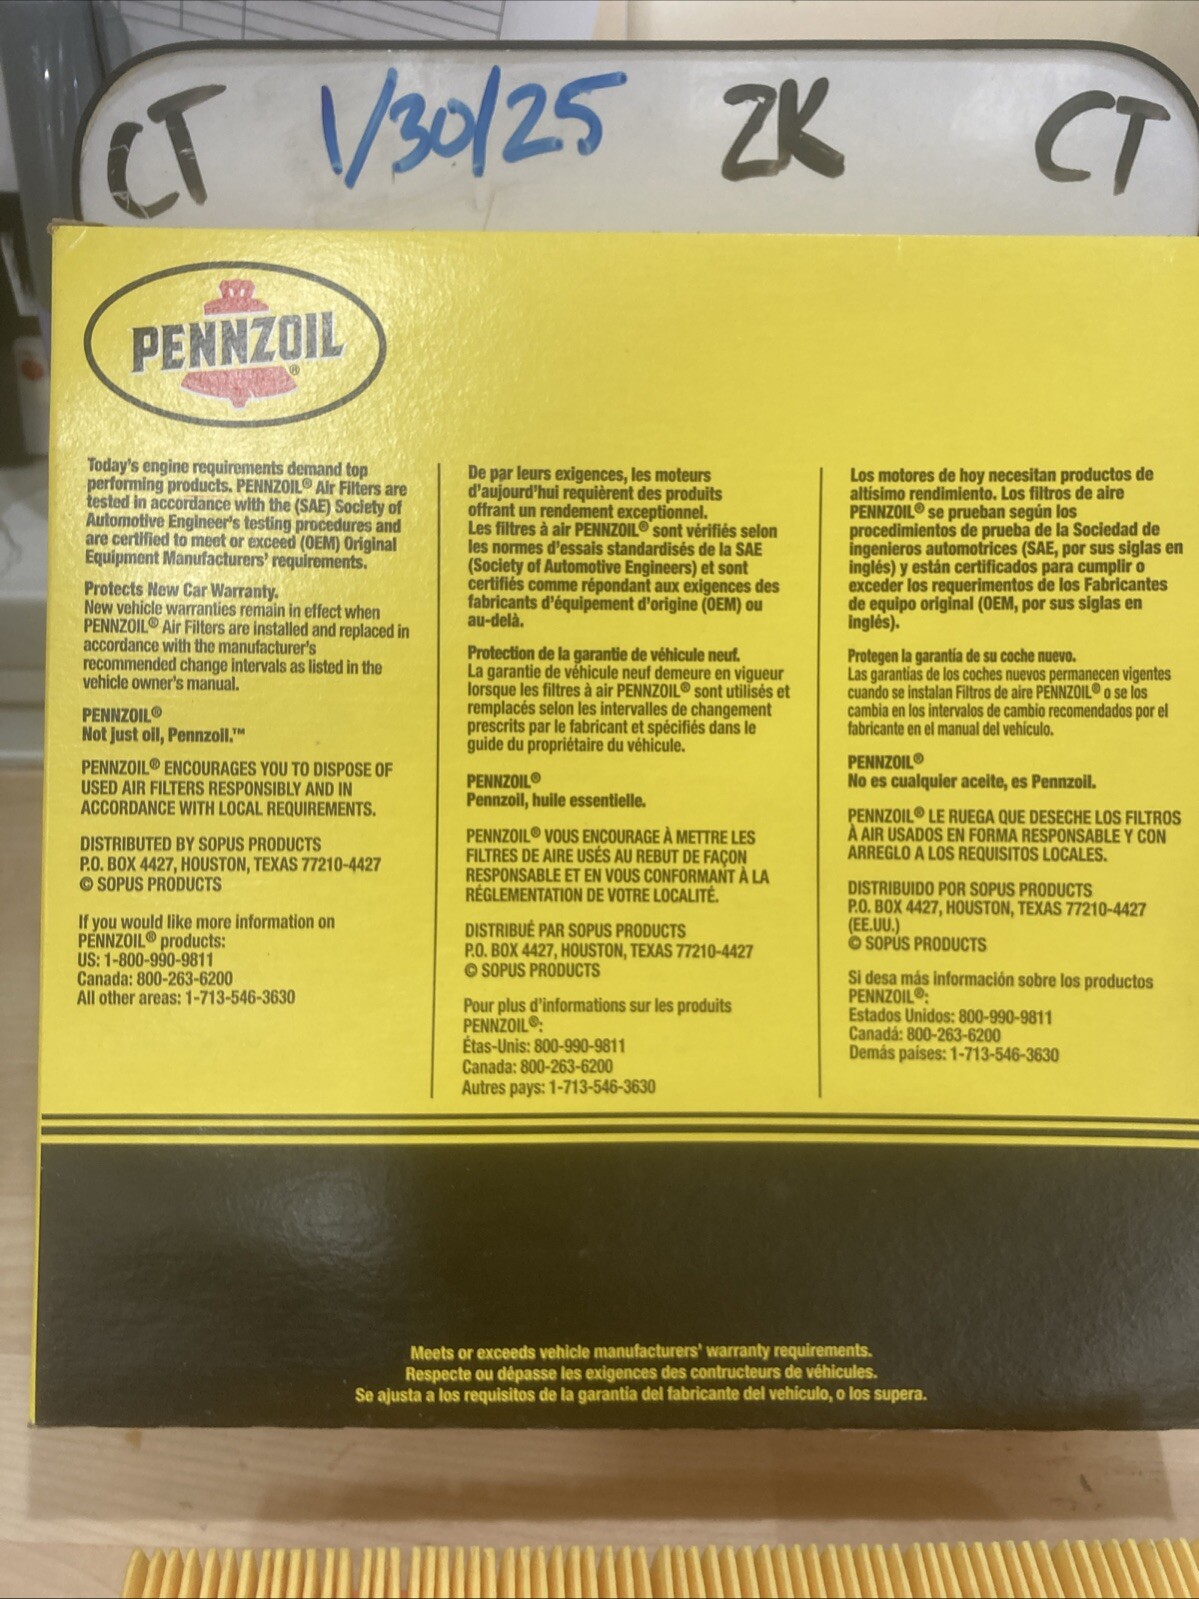 CT 1/30/25 ZK CT
PENNZOIL®
Today's engine requirements demand top
performing products. PENNZOIL® Air Filters are
tested in accordance with the (SAE) Society of
Automotive Engineer's testing procedures and
are certified to meet or exceed (OEM) Original
Equipment Manufacturers' requirements.
Protects New Car Warranty.
New vehicle warranties remain in effect when
PENNZOIL® Air Filters are installed and replaced in
accordance with the manufacturer's
recommended change intervals as listed in the
vehicle owner's manual.
PENNZOIL®
Not just oil, Pennzoil.™
PENNZOIL® ENCOURAGES YOU TO DISPOSE OF
USED AIR FILTERS RESPONSIBLY AND IN
ACCORDANCE WITH LOCAL REQUIREMENTS.
DISTRIBUTED BY SOPUS PRODUCTS
P.O. BOX 4427, HOUSTON, TEXAS 77210-4427
© SOPUS PRODUCTS
If you would like more information on
PENNZOIL® products:
US: 1-800-990-9811
Canada: 800-263-6200
All other areas: 1-713-546-3630
De par leurs exigences, les moteurs
d'aujourd'hui requièrent des produits
offrant un rendement exceptionnel.
Les filtres à air PENNZOIL® sont vérifiés selon
les normes d'essais standardisés de la SAE
(Society of Automotive Engineers) et sont
certifiés comme répondant aux exigences des
fabricants d'équipement d'origine (OEM) ou
au-delà.
Protection de la garantie de véhicule neuf.
La garantie de véhicule neuf demeure en vigueur
lorsque les filtres à air PENNZOIL® sont utilisés et
remplacés selon les intervalles de changement
prescrits par le fabricant et spécifiés dans le
guide du propriétaire du véhicule.
PENNZOIL®
Pennzoil, huile essentielle.
PENNZOIL® VOUS ENCOURAGE À METTRE LES
FILTRES DE AIRE USÉS AU REBUT DE FAÇON
RESPONSABLE ET EN VOUS CONFORMANT À LA
RÉGLEMENTATION DE VOTRE LOCALITÉ.
DISTRIBUÉ PAR SOPUS PRODUCTS
P.O. BOX 4427, HOUSTON, TEXAS 77210-4427
© SOPUS PRODUCTS
Pour plus d'informations sur les produits
PENNZOIL®:
Étas-Unis: 800-990-9811
Canada: 800-263-6200
Autres pays: 1-713-546-3630
Los motores de hoy necesitan productos de
altísimo rendimiento. Los filtros de aire
PENNZOIL® se prueban según los
procedimientos de prueba de la Sociedad de
ingenieros automotrices (SAE, por sus siglas en
inglés) y están certificados para cumplir o
exceder los requerimentos de los Fabricantes
de equipo original (OEM, por sus siglas en
inglés).
Protegen la garantía de su coche nuevo.
Las garantías de los coches nuevos permanecen vigentes
cuando se instalan Filtros de aire PENNZOIL® o se los
cambia en los intervalos de cambio recomendados por el
fabricante en el manual del vehículo.
PENNZOIL®
No es cualquier aceite, es Pennzoil.
PENNZOIL® LE RUEGA QUE DESECHE LOS FILTROS
À AIR USADOS EN FORMA RESPONSABLE Y CON
ARREGLO A LOS REQUISITOS LOCALES.
DISTRIBUIDO POR SOPUS PRODUCTS
P.O. BOX 4427, HOUSTON, TEXAS 77210-4427
(EE.UU.)
© SOPUS PRODUCTS
Si desa más información sobre los productos
PENNZOIL®:
Estados Unidos: 800-990-9811
Canadá: 800-263-6200
Demás países: 1-713-546-3630
Meets or exceeds vehicle manufacturers' warranty requirements.
Respecte ou dépasse les exigences des contructeurs de véhicules.
Se ajusta a los requisitos de la garantía del fabricante del vehículo, o los supera.